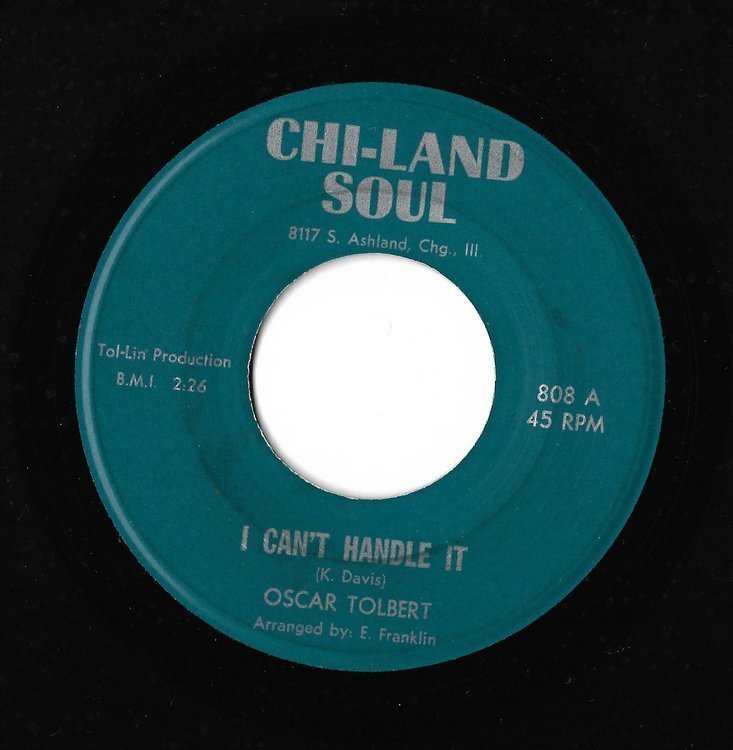 CHI-LAND
SOUL
8117 S. Ashland, Chg., Ill.
Tol-Lin Production
B.M.I. 2:26
808 A
45 RPM
I CAN'T HANDLE IT
(K. Davis)
OSCAR TOLBERT
Arranged by: E. Franklin